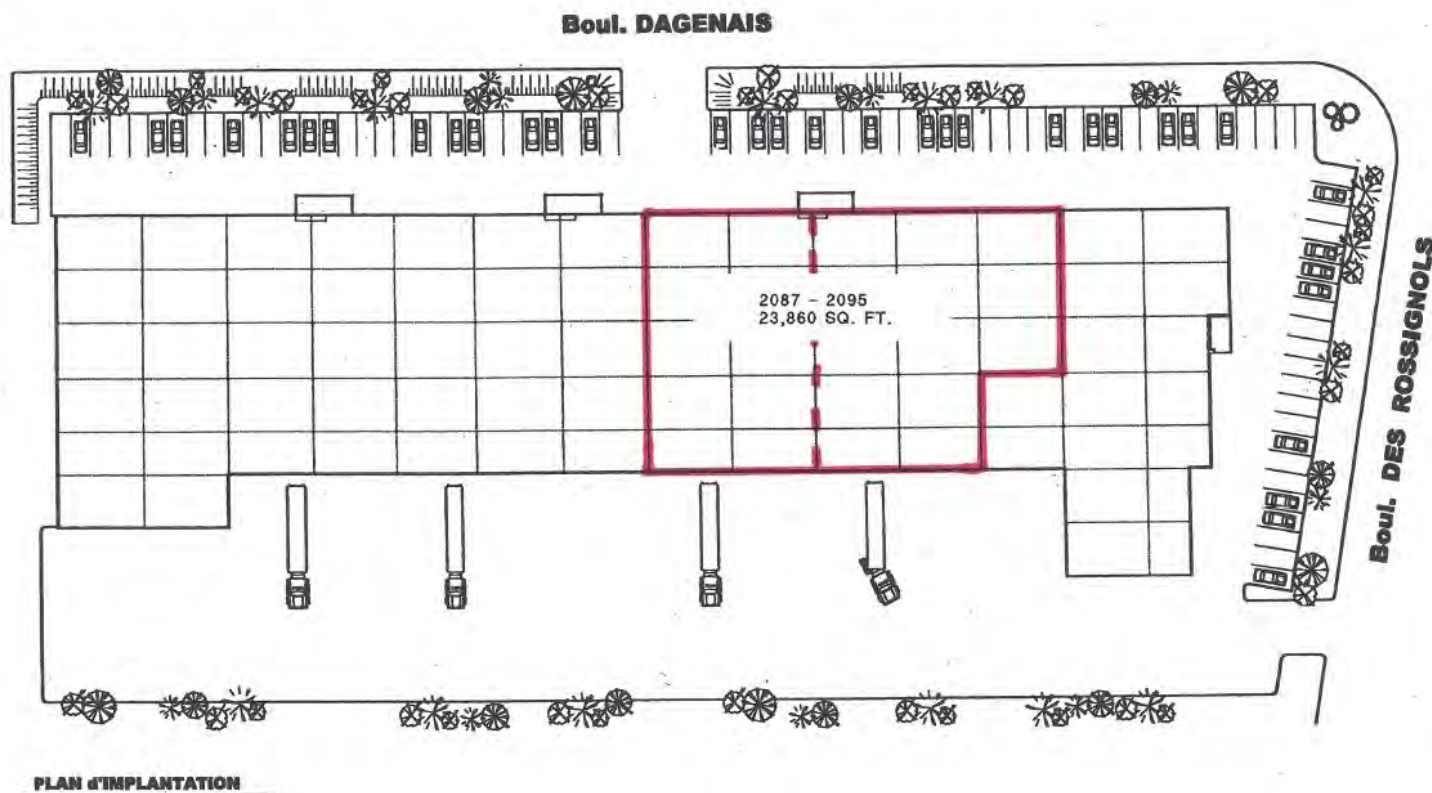 Boul. DAGENAIS
2087 - 2095
23,860 SQ. FT.
Boul. DES ROSSIGNOLS
PLAN d'IMPLANTATION